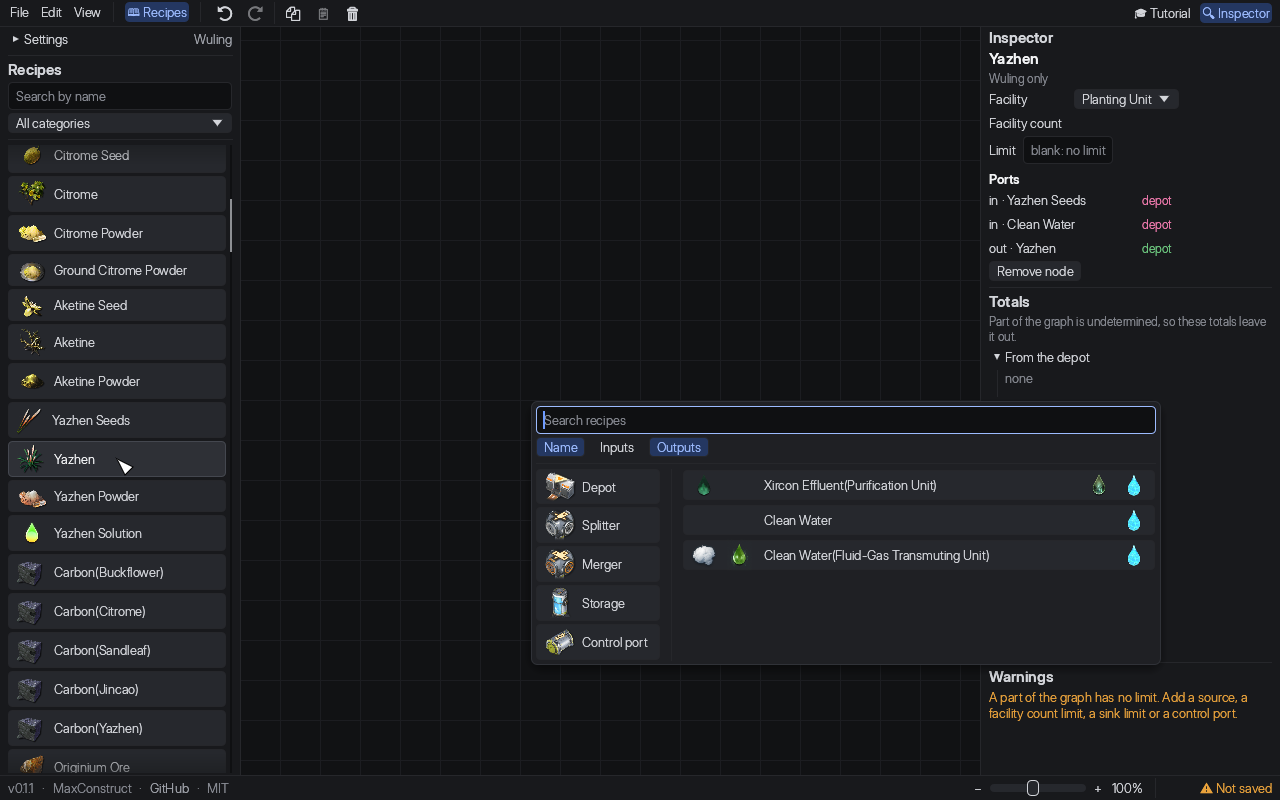 File Edit View Recipes Tutorial Inspector
Settings Wuling
Recipes
Search by name
All categories
Citrome Seed
Citrome
Citrome Powder
Ground Citrome Powder
Aketine Seed
Aketine
Aketine Powder
Yazhen Seeds
Yazhen
Yazhen Powder
Yazhen Solution
Carbon(Buckflower)
Carbon(Citrome)
Carbon(Sandleaf)
Carbon(Jincao)
Carbon(Yazhen)
Originium Ore
Search recipes
Name Inputs Outputs
Depot
Splitter
Merger
Storage
Control port
Xircon Effluent(Purification Unit)
Clean Water
Clean Water(Fluid-Gas Transmuting Unit)
Inspector
Yazhen
Wuling only
Facility Planting Unit
Facility count
Limit blank: no limit
Ports
in · Yazhen Seeds depot
in · Clean Water depot
out · Yazhen depot
Remove node
Totals
Part of the graph is undetermined, so these totals leave
it out.
From the depot
none
Warnings
A part of the graph has no limit. Add a source, a
facility count limit, a sink limit or a control port.
v0.1.1 · MaxConstruct · GitHub · MIT − + 100% Not saved